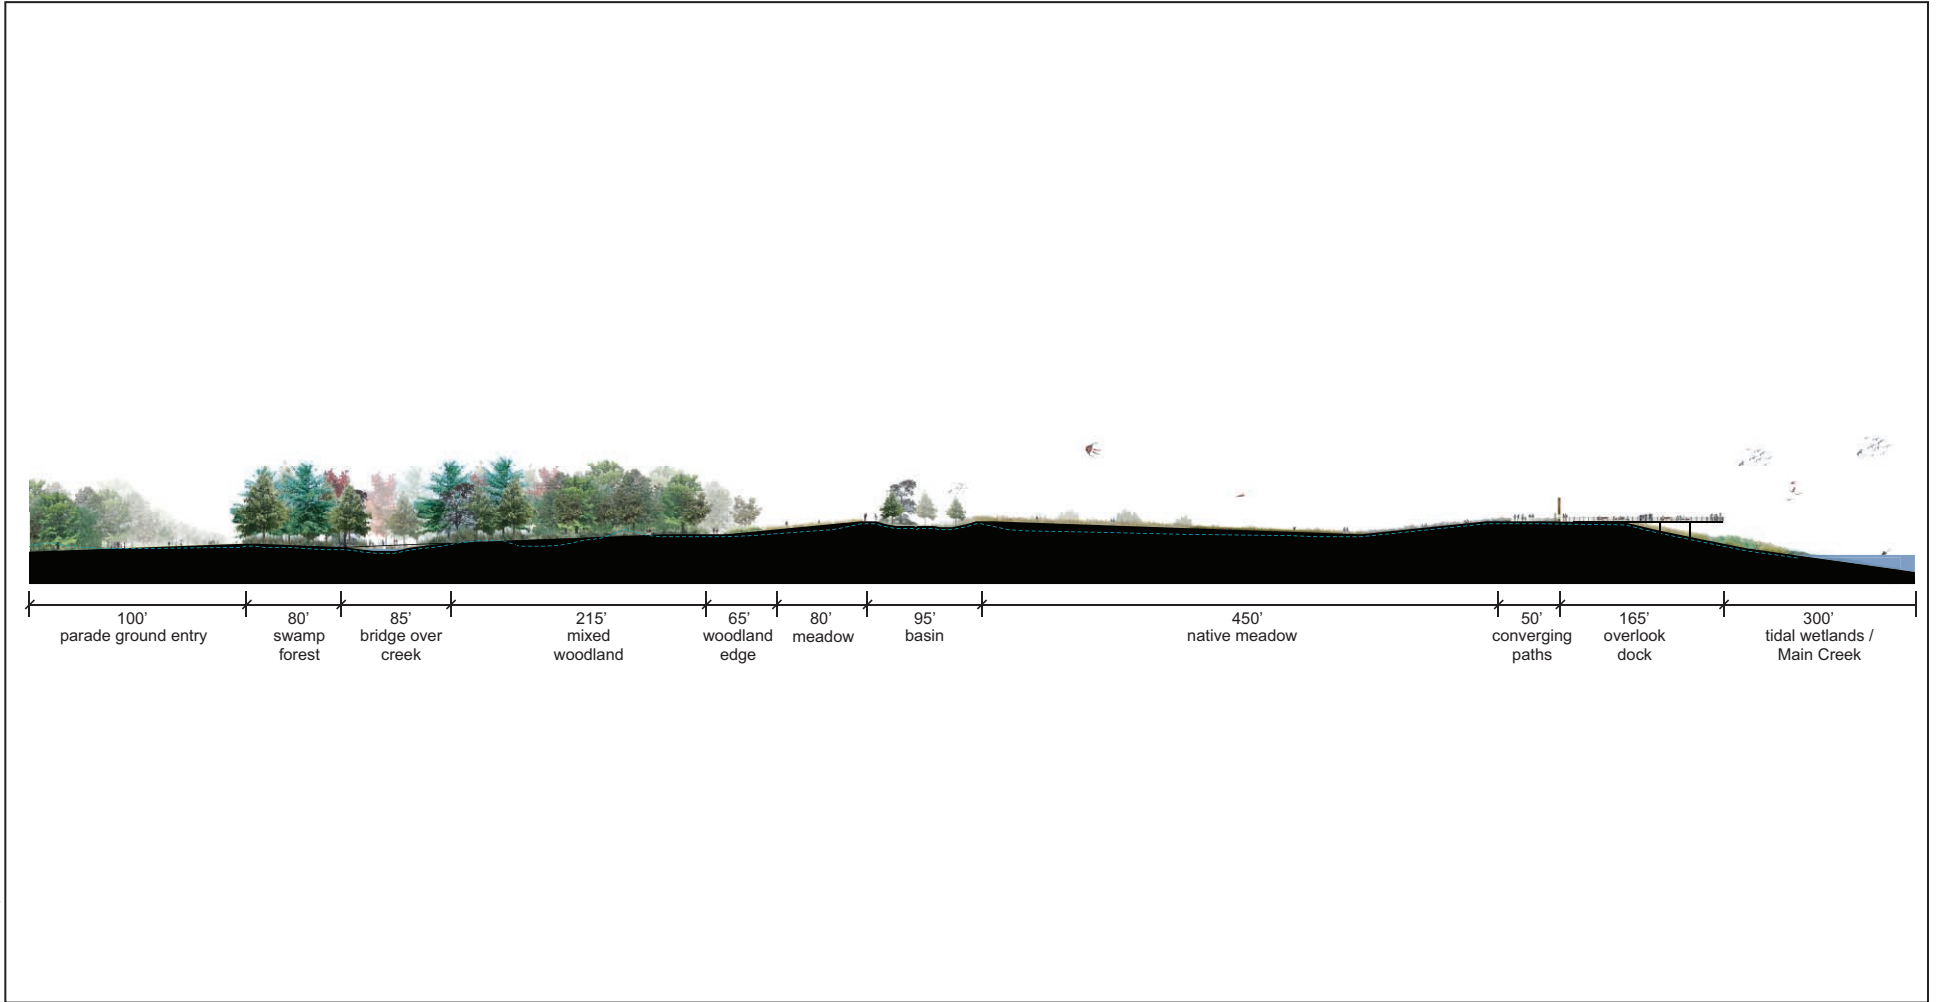 100’
parade ground entry
80’
swamp
forest
85’
bridge over
creek
215’
mixed
woodland
65’
woodland
edge
80’
meadow
95’
basin
450’
native meadow
50’
converging
paths
165’
overlook
dock
300’
tidal wetlands /
Main Creek